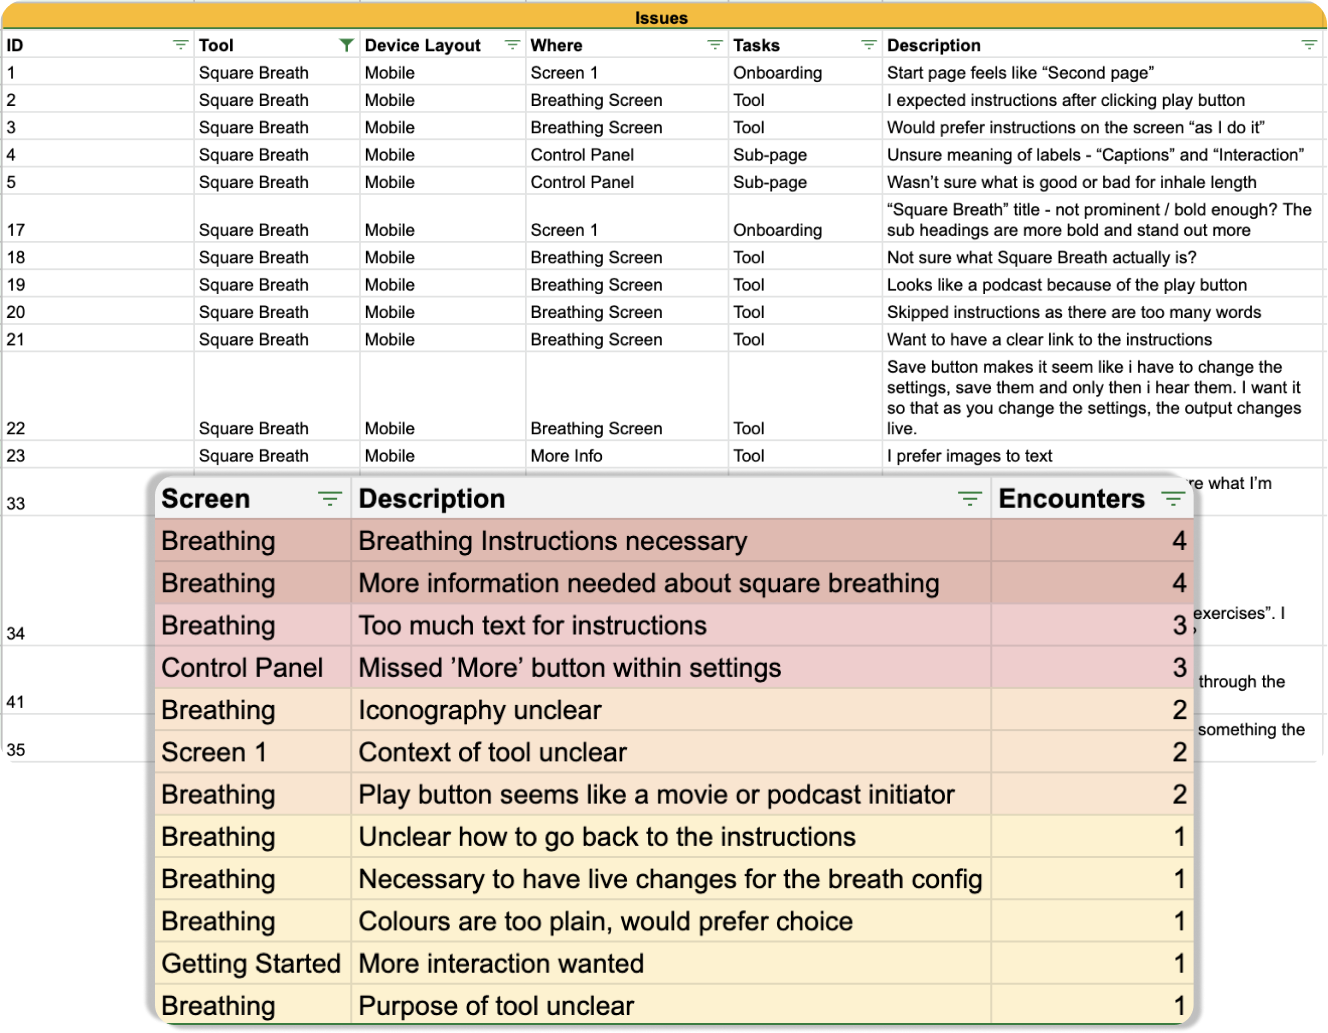 Issues
ID Tool Device Layout Where Tasks Description
1 Square Breath Mobile Screen 1 Onboarding Start page feels like “Second page”
2 Square Breath Mobile Breathing Screen Tool I expected instructions after clicking play button
3 Square Breath Mobile Breathing Screen Tool Would prefer instructions on the screen “as I do it”
4 Square Breath Mobile Control Panel Sub-page Unsure meaning of labels - “Captions” and “Interaction”
5 Square Breath Mobile Control Panel Sub-page Wasn’t sure what is good or bad for inhale length
“Square Breath” title - not prominent / bold enough? The
17 Square Breath Mobile Screen 1 Onboarding sub headings are more bold and stand out more
18 Square Breath Mobile Breathing Screen Tool Not sure what Square Breath actually is?
19 Square Breath Mobile Breathing Screen Tool Looks like a podcast because of the play button
20 Square Breath Mobile Breathing Screen Tool Skipped instructions as there are too many words
21 Square Breath Mobile Breathing Screen Tool Want to have a clear link to the instructions
Save button makes it seem like i have to change the
settings, save them and only then i hear them. I want it
so that as you change the settings, the output changes
22 Square Breath Mobile Breathing Screen Tool live.
23 Square Breath Mobile More Info Tool I prefer images to text
re what I’m
33
exercises”. I
34
through the
41
something the
35
Screen Description Encounters
Breathing Breathing Instructions necessary 4
Breathing More information needed about square breathing 4
Breathing Too much text for instructions 3
Control Panel Missed ’More’ button within settings 3
Breathing Iconography unclear 2
Screen 1 Context of tool unclear 2
Breathing Play button seems like a movie or podcast initiator 2
Breathing Unclear how to go back to the instructions 1
Breathing Necessary to have live changes for the breath config 1
Breathing Colours are too plain, would prefer choice 1
Getting Started More interaction wanted 1
Breathing Purpose of tool unclear 1